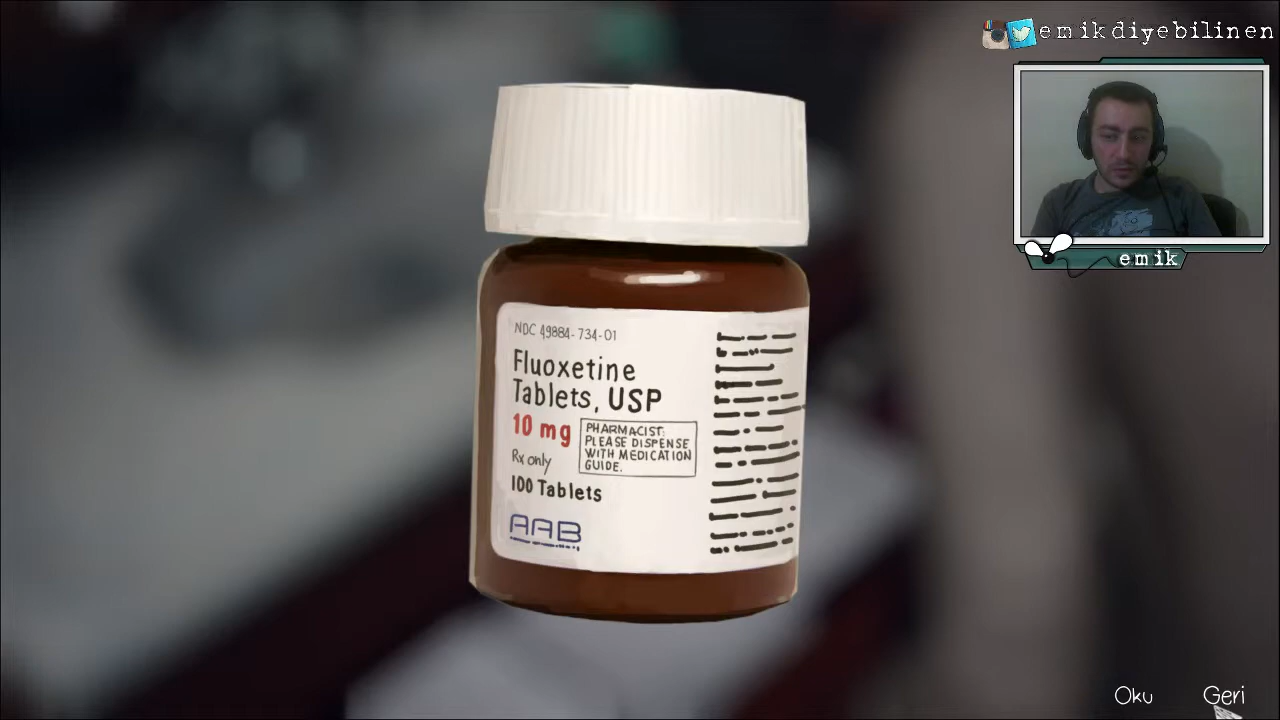 emikdiyebilinen
emik
NDC 49884-734-01
Fluoxetine
Tablets, USP
10 mg
PHARMACIST:
PLEASE DISPENSE
WITH MEDICATION
GUIDE.
Rx only
100 Tablets
AAB
Oku Geri